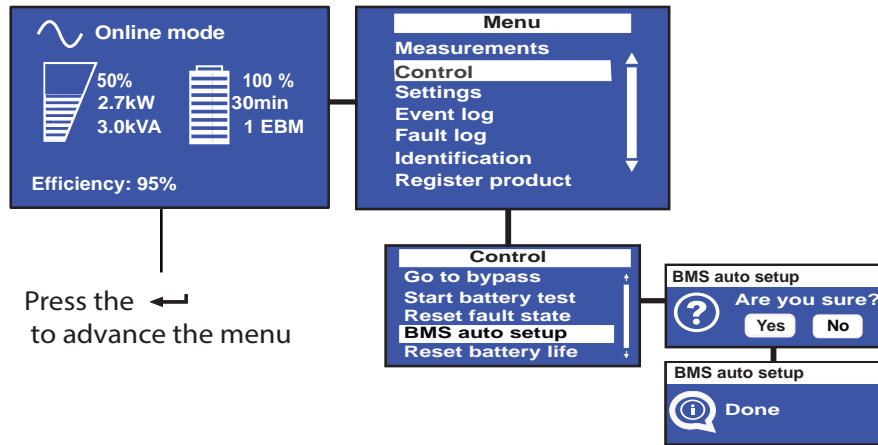 Online mode
50%
2.7kW
3.0kVA
100 %
30min
1 EBM
Efficiency: 95%
Press the
to advance the menu
Menu
Measurements
Control
Settings
Event log
Fault log
Identification
Register product
Control
Go to bypass
Start battery test
Reset fault state
BMS auto setup
Reset battery life
BMS auto setup
? Are you sure?
Yes No
BMS auto setup
i Done